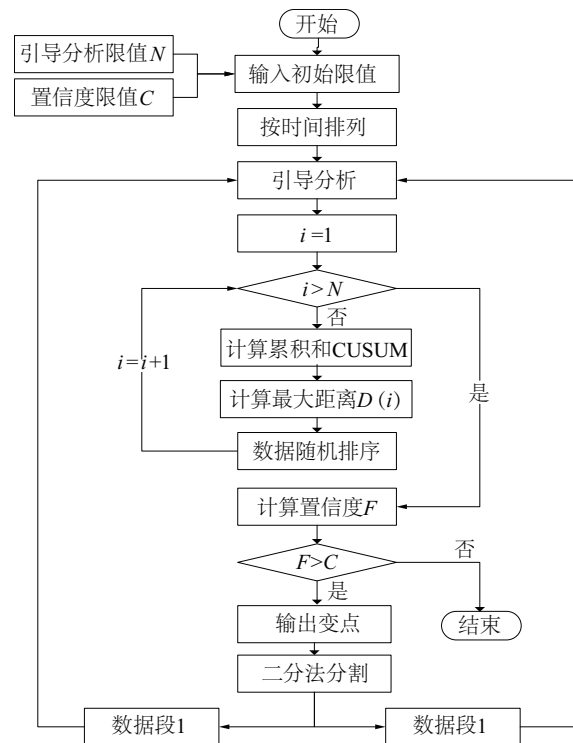 开始
引导分析限值N
置信度限值C
输入初始限值
按时间排列
引导分析
i=1
i>N
否
计算累积和CUSUM
i=i+1
计算最大距离D (i)
是
数据随机排序
计算置信度F
F>C
否
是
输出变点
结束
二分法分割
数据段1
数据段1